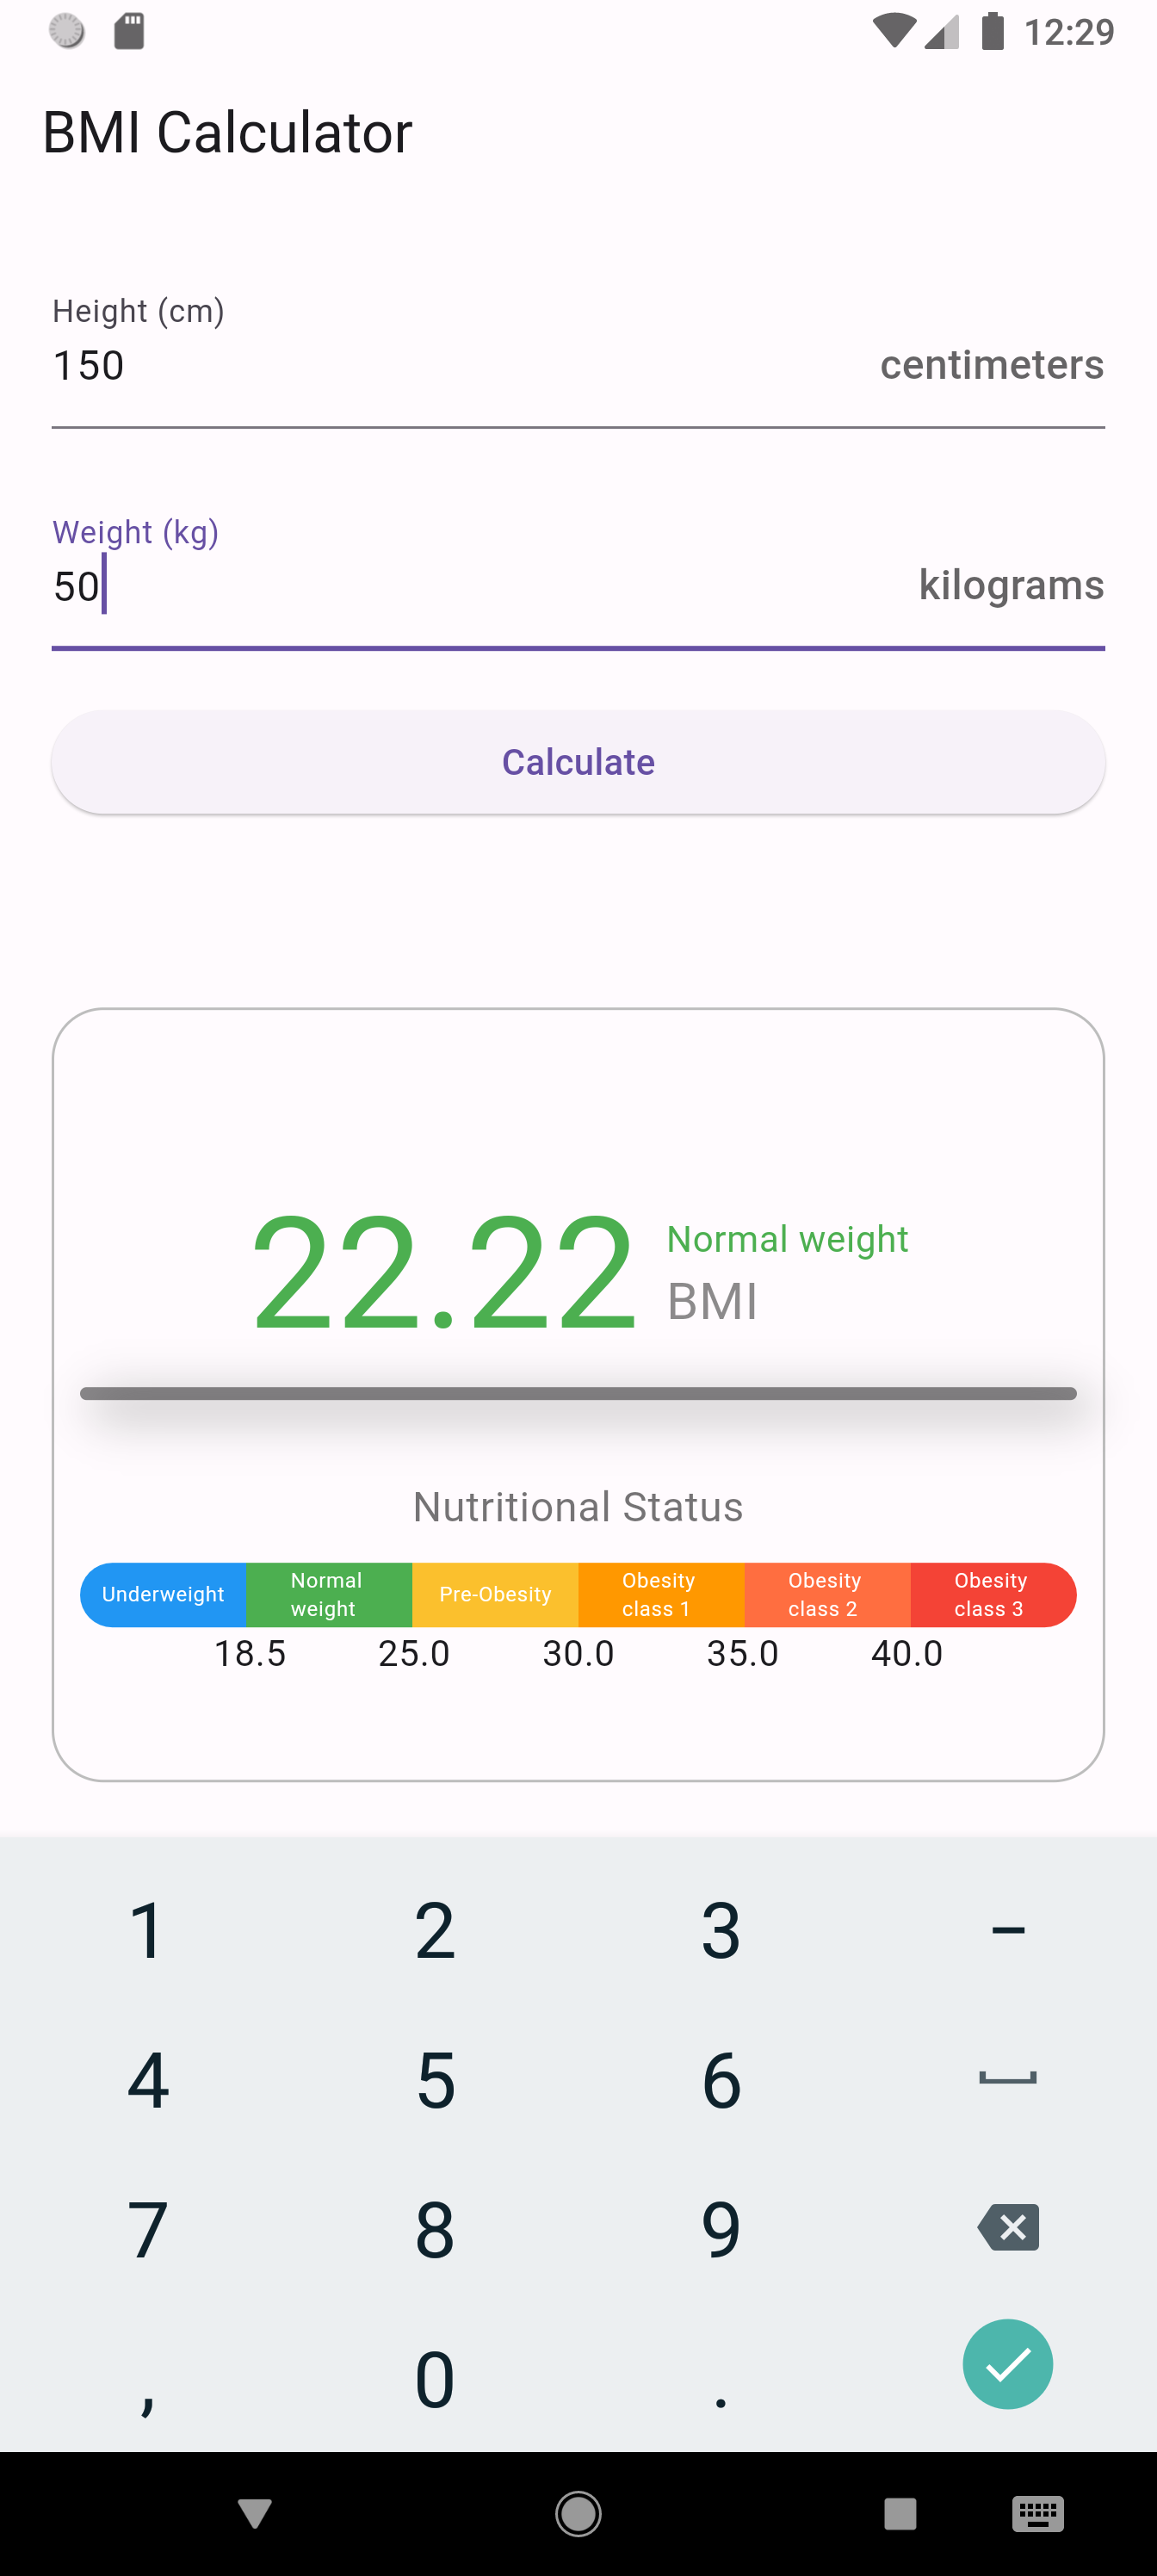 12:29
BMI Calculator
Height (cm)
150 centimeters
Weight (kg)
50 kilograms
Calculate
22.22 Normal weight
BMI
Nutritional Status
Underweight Normal weight Pre-Obesity Obesity class 1 Obesity class 2 Obesity class 3
18.5 25.0 30.0 35.0 40.0
1 2 3 –
4 5 6
7 8 9
, 0 .